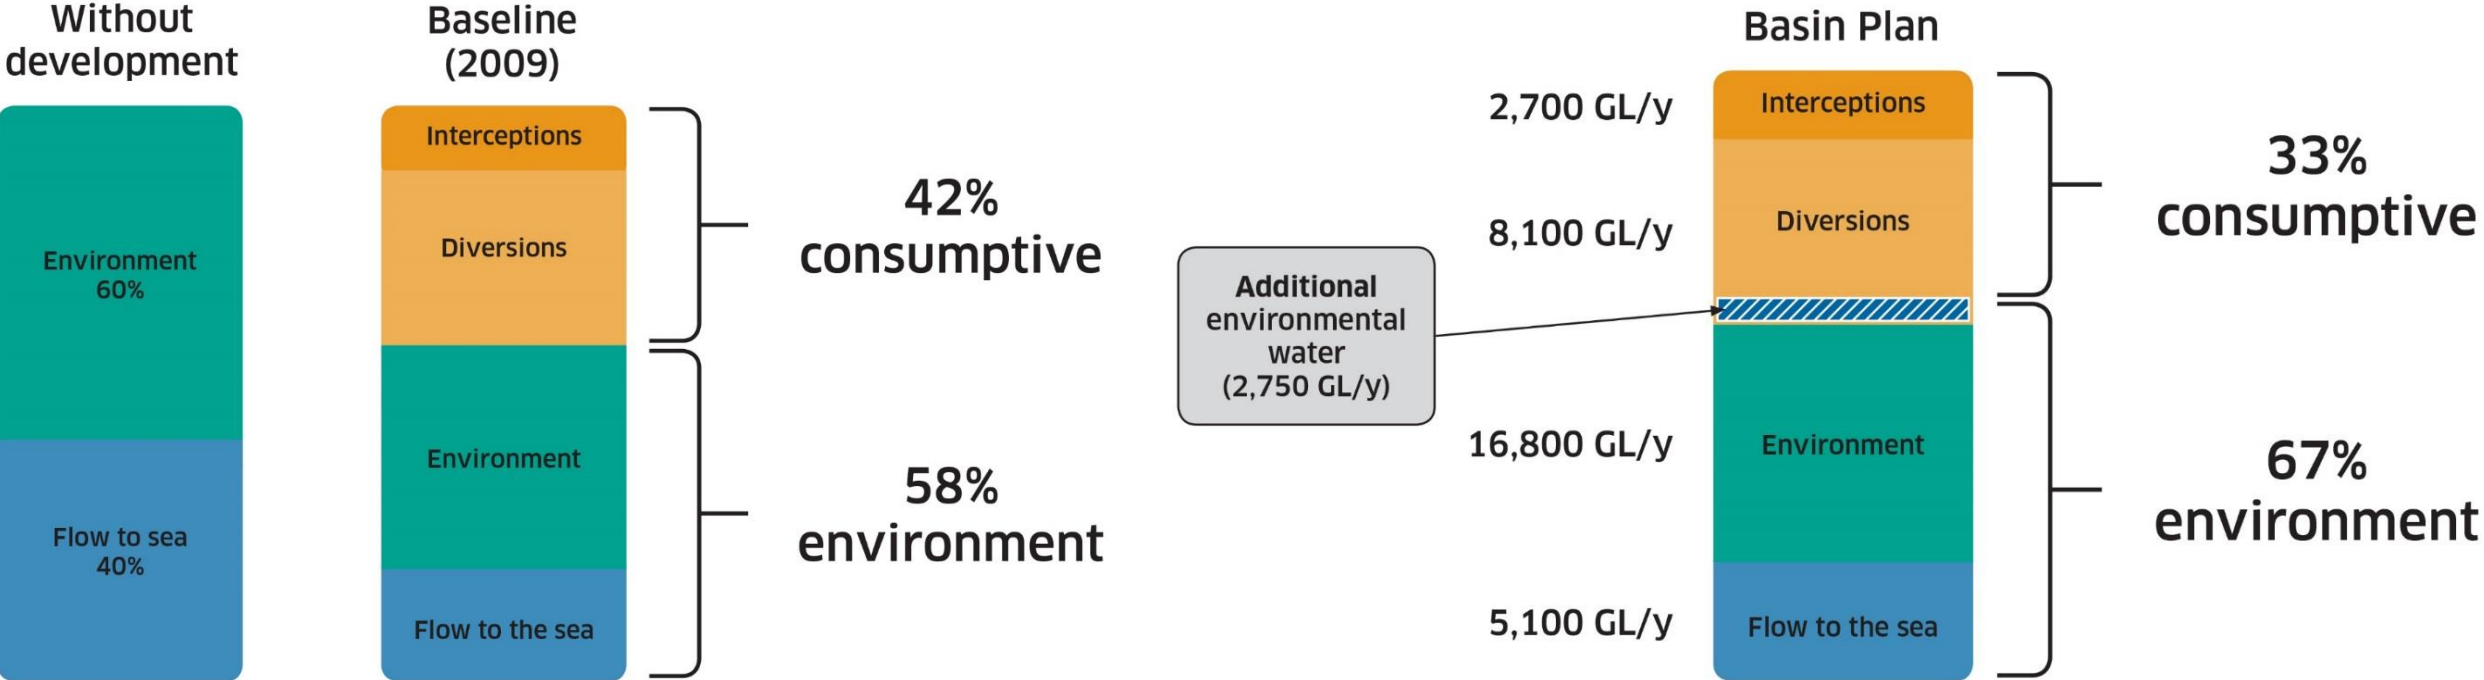 Without
development
Environment
60%
Flow to sea
40%
Baseline
(2009)
Interceptions
Diversions
Environment
Flow to the sea
42%
consumptive
58%
environment
Additional
environmental
water
(2,750 GL/y)
Basin Plan
2,700 GL/y
Interceptions
8,100 GL/y
Diversions
16,800 GL/y
Environment
5,100 GL/y
Flow to the sea
33%
consumptive
67%
environment